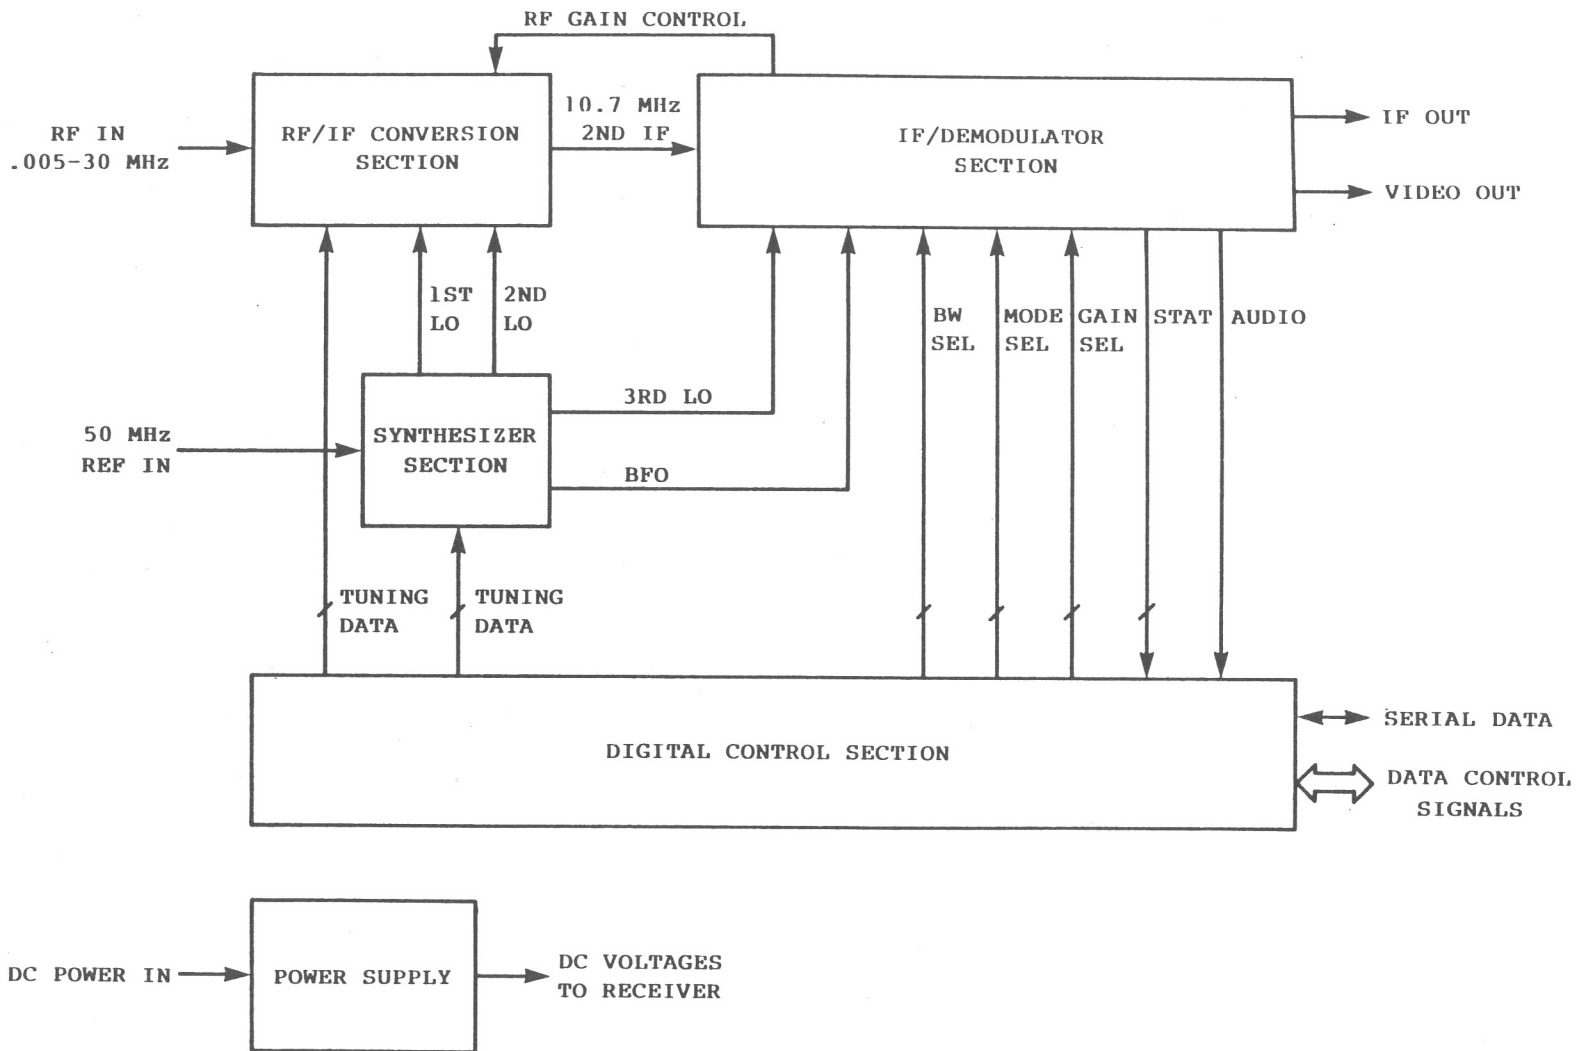 RF GAIN CONTROL
RF IN
.005-30 MHz
RF/IF CONVERSION
SECTION
10.7 MHz
2ND IF
IF/DEMODULATOR
SECTION
IF OUT
VIDEO OUT
1ST
LO
2ND
LO
BW
SEL
MODE
SEL
GAIN
SEL
STAT
AUDIO
50 MHz
REF IN
SYNTHESIZER
SECTION
3RD LO
BFO
TUNING
DATA
TUNING
DATA
DIGITAL CONTROL SECTION
SERIAL DATA
DATA CONTROL
SIGNALS
DC POWER IN
POWER SUPPLY
DC VOLTAGES
TO RECEIVER